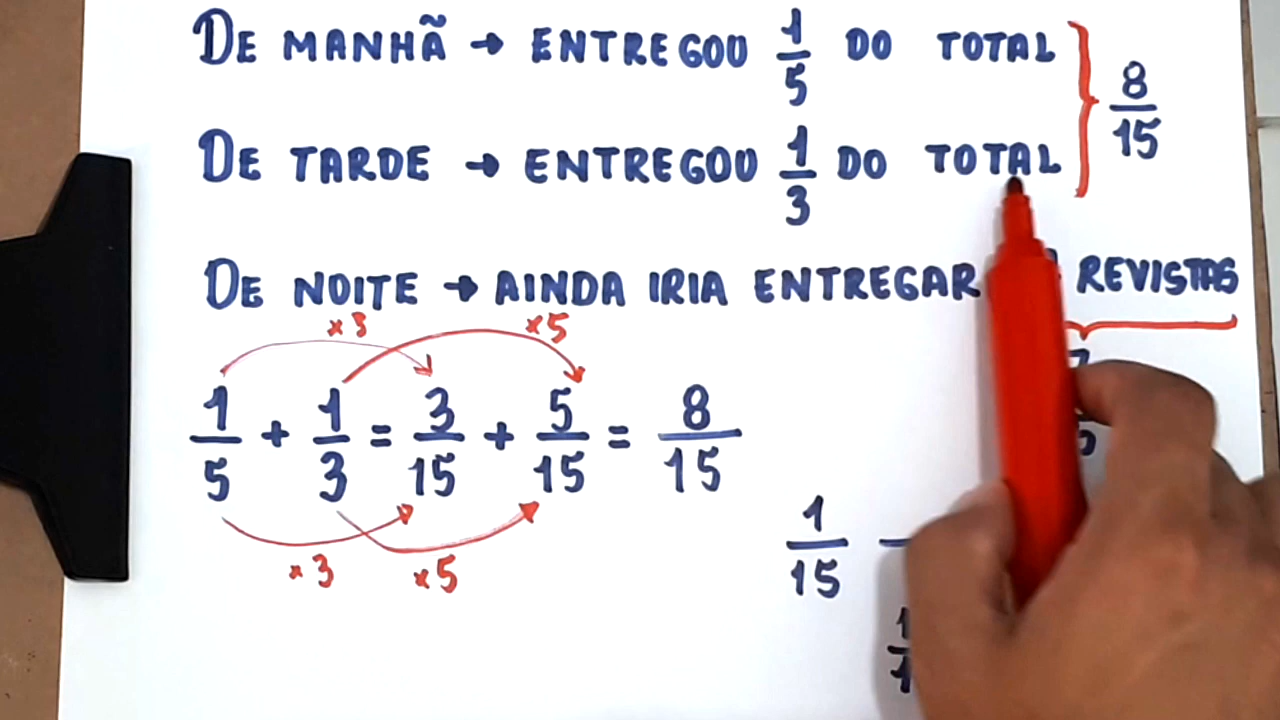 DE MANHÃ → ENTREGOU 1/5 DO TOTAL
8/15
DE TARDE → ENTREGOU 1/3 DO TOTAL
DE NOITE → AINDA IRIA ENTREGAR REVISTAS
×3 ×5
1/5 + 1/3 = 3/15 + 5/15 = 8/15
×3 ×5
1/15